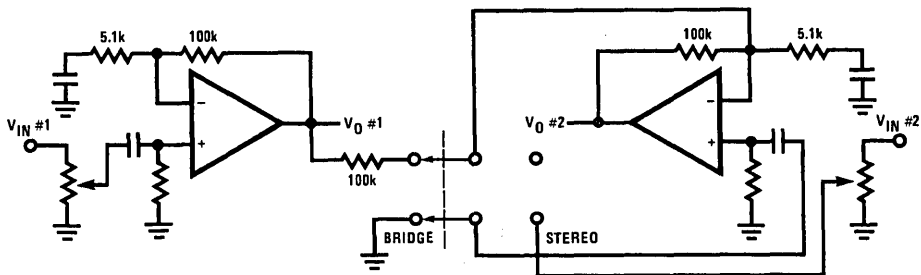 5.1k
100k
100k
5.1k
−
−
V_IN #1
V_O #1
V_O #2
V_IN #2
+
+
100k
BRIDGE
STEREO